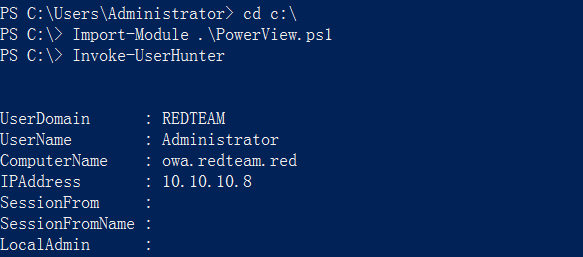 PS C:\Users\Administrator> cd c:\
PS C:\> Import-Module .\PowerView.ps1
PS C:\> Invoke-UserHunter
UserDomain : REDTEAM
UserName : Administrator
ComputerName : owa.redteam.red
IPAddress : 10.10.10.8
SessionFrom :
SessionFromName :
LocalAdmin :